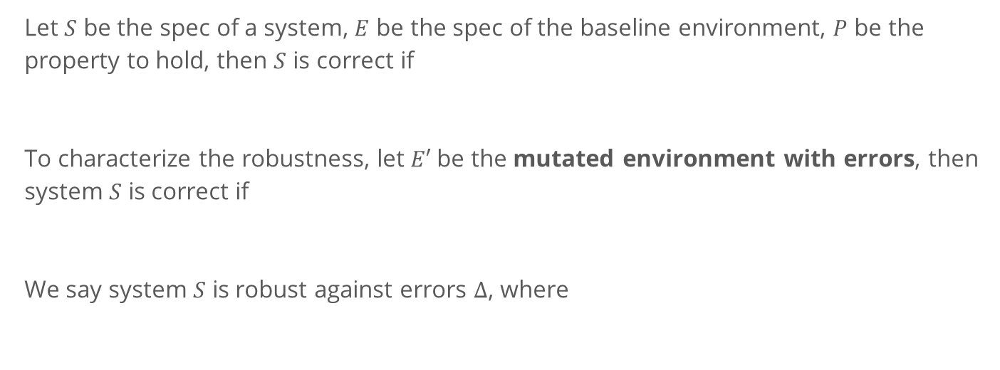 Let S be the spec of a system, E be the spec of the baseline environment, P be the
property to hold, then S is correct if
To characterize the robustness, let E′ be the mutated environment with errors, then
system S is correct if
We say system S is robust against errors Δ, where